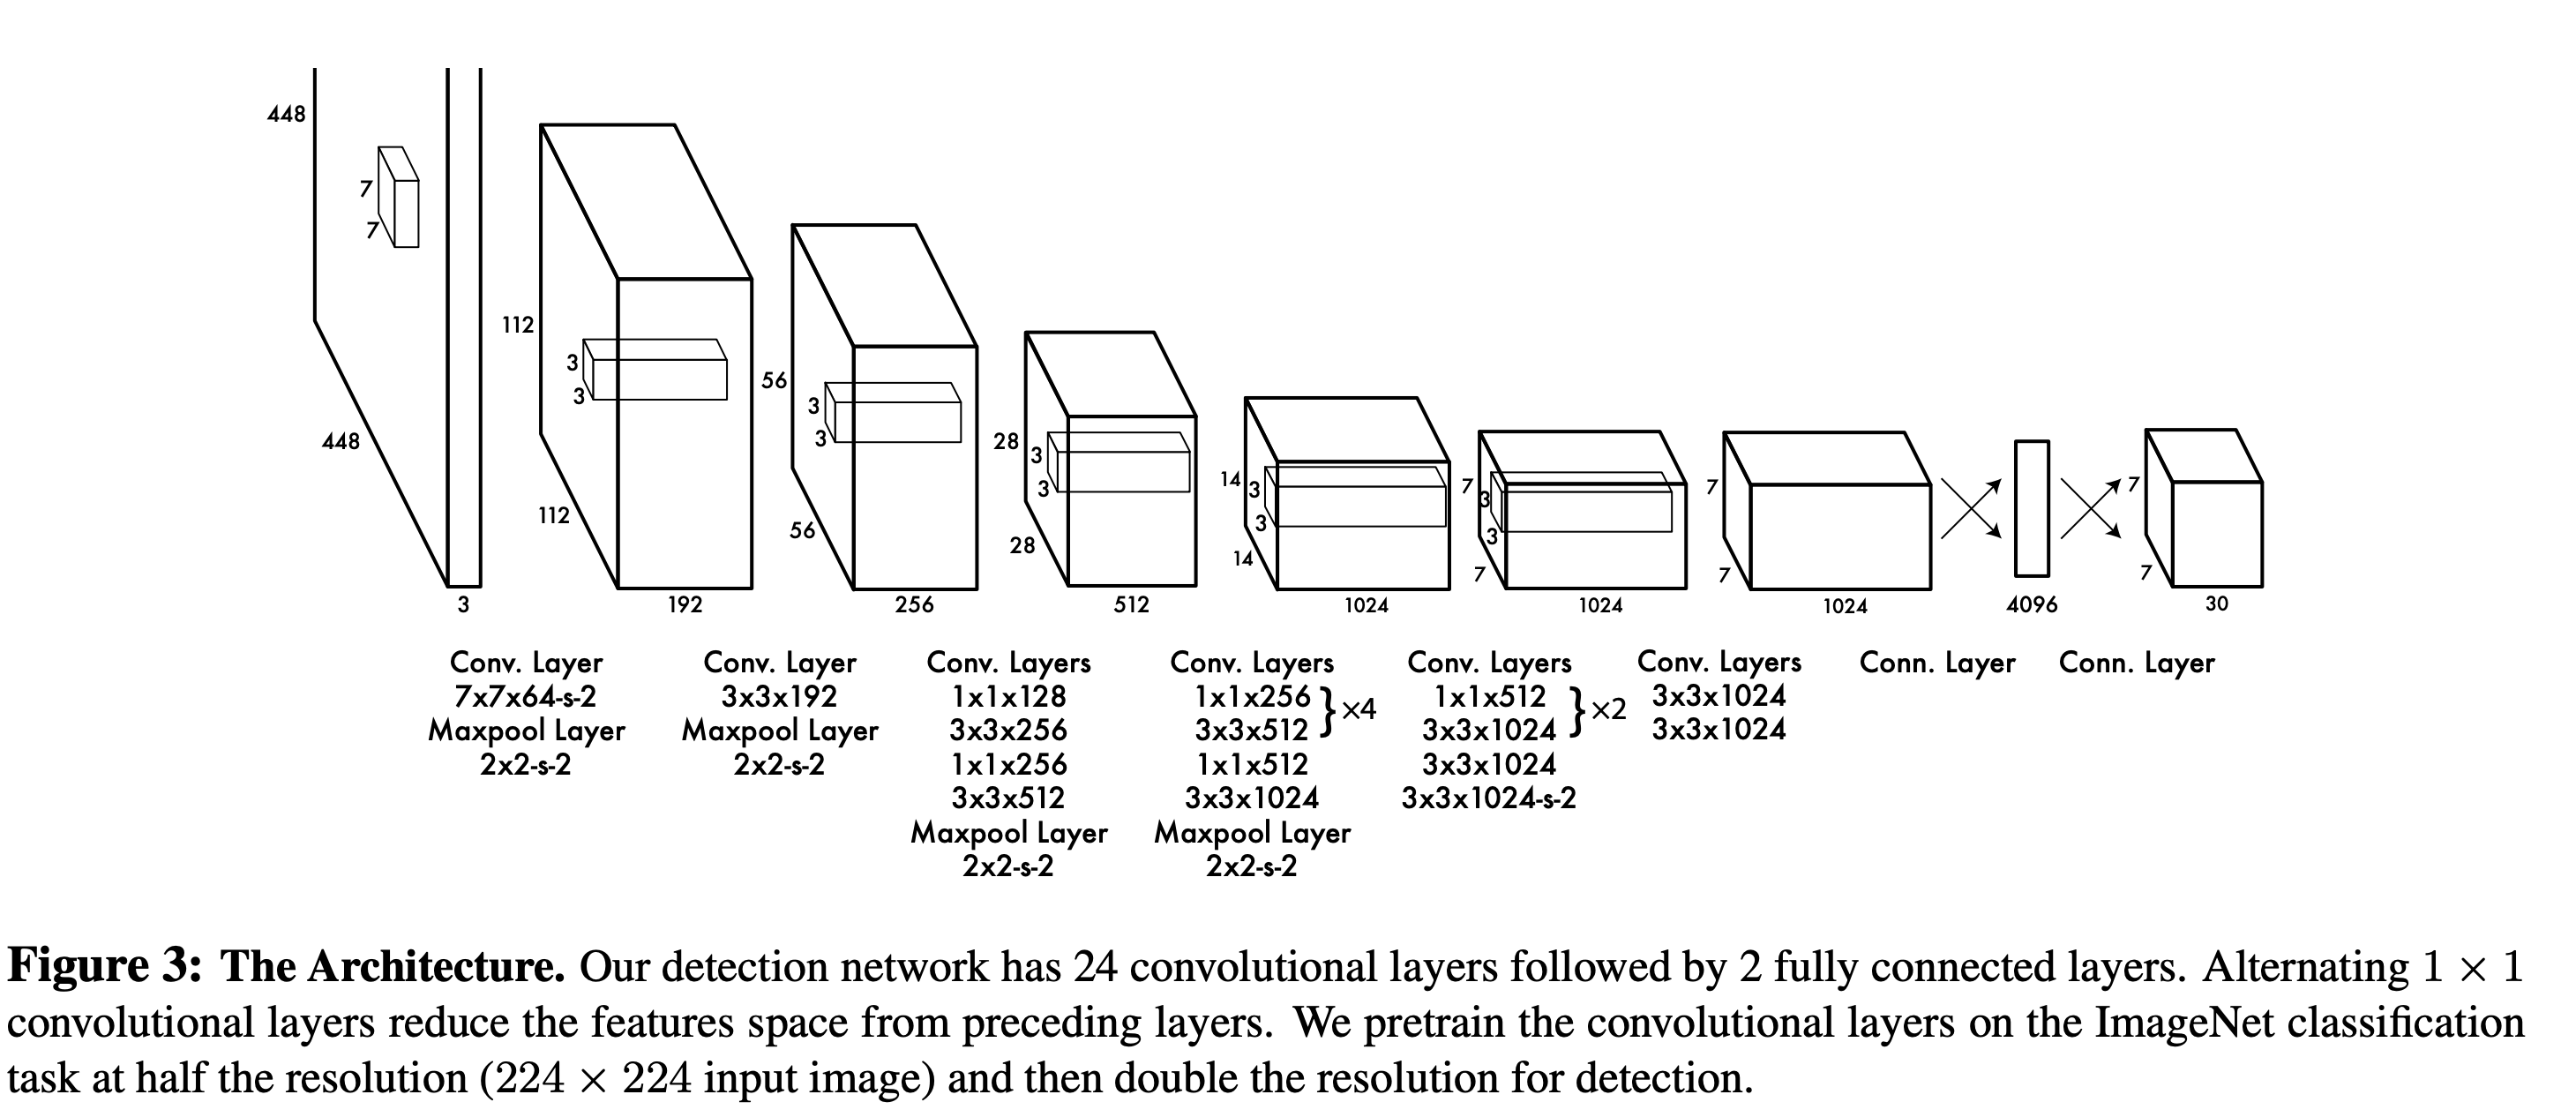 448
7
7
448
3
112
3
3
112
192
56
3
3
56
256
28
3
3
28
512
14
3
3
14
1024
7
3
3
7
1024
7
7
1024
4096
7
7
30
Conv. Layer
7x7x64-s-2
Maxpool Layer
2x2-s-2
Conv. Layer
3x3x192
Maxpool Layer
2x2-s-2
Conv. Layers
1x1x128
3x3x256
1x1x256
3x3x512
Maxpool Layer
2x2-s-2
Conv. Layers
1x1x256
3x3x512
} ×4
1x1x512
3x3x1024
Maxpool Layer
2x2-s-2
Conv. Layers
1x1x512
3x3x1024
} ×2
3x3x1024
3x3x1024-s-2
Conv. Layers
3x3x1024
3x3x1024
Conn. Layer
Conn. Layer
Figure 3: The Architecture. Our detection network has 24 convolutional layers followed by 2 fully connected layers. Alternating 1 × 1
convolutional layers reduce the features space from preceding layers. We pretrain the convolutional layers on the ImageNet classification
task at half the resolution (224 × 224 input image) and then double the resolution for detection.